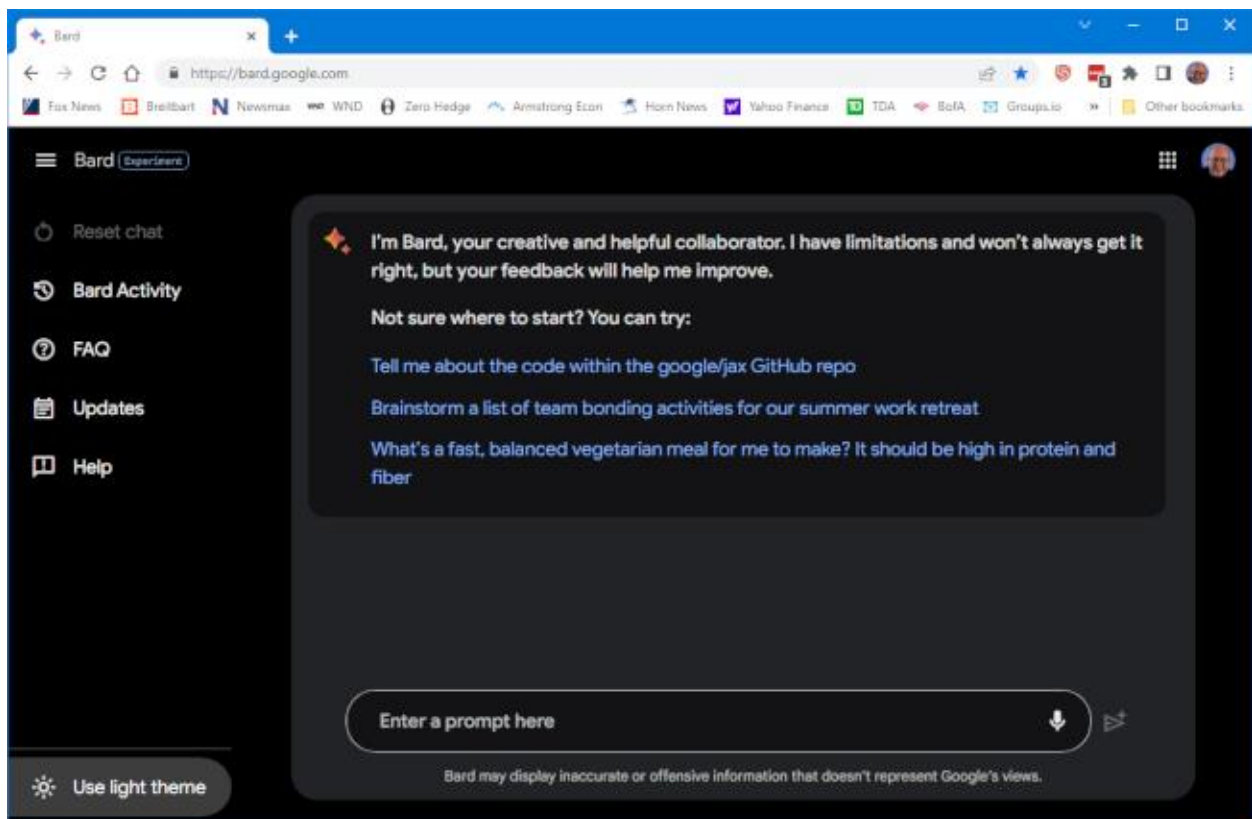 Bard
https://bard.google.com
Fox News Breitbart Newsmax WND Zero Hedge Armstrong Econ Horn News Yahoo Finance TDA BofA Groups.io » Other bookmarks
Bard Experiment
Reset chat
Bard Activity
FAQ
Updates
Help
Use light theme
I'm Bard, your creative and helpful collaborator. I have limitations and won't always get it
right, but your feedback will help me improve.
Not sure where to start? You can try:
Tell me about the code within the google/jax GitHub repo
Brainstorm a list of team bonding activities for our summer work retreat
What's a fast, balanced vegetarian meal for me to make? It should be high in protein and
fiber
Enter a prompt here
Bard may display inaccurate or offensive information that doesn't represent Google's views.